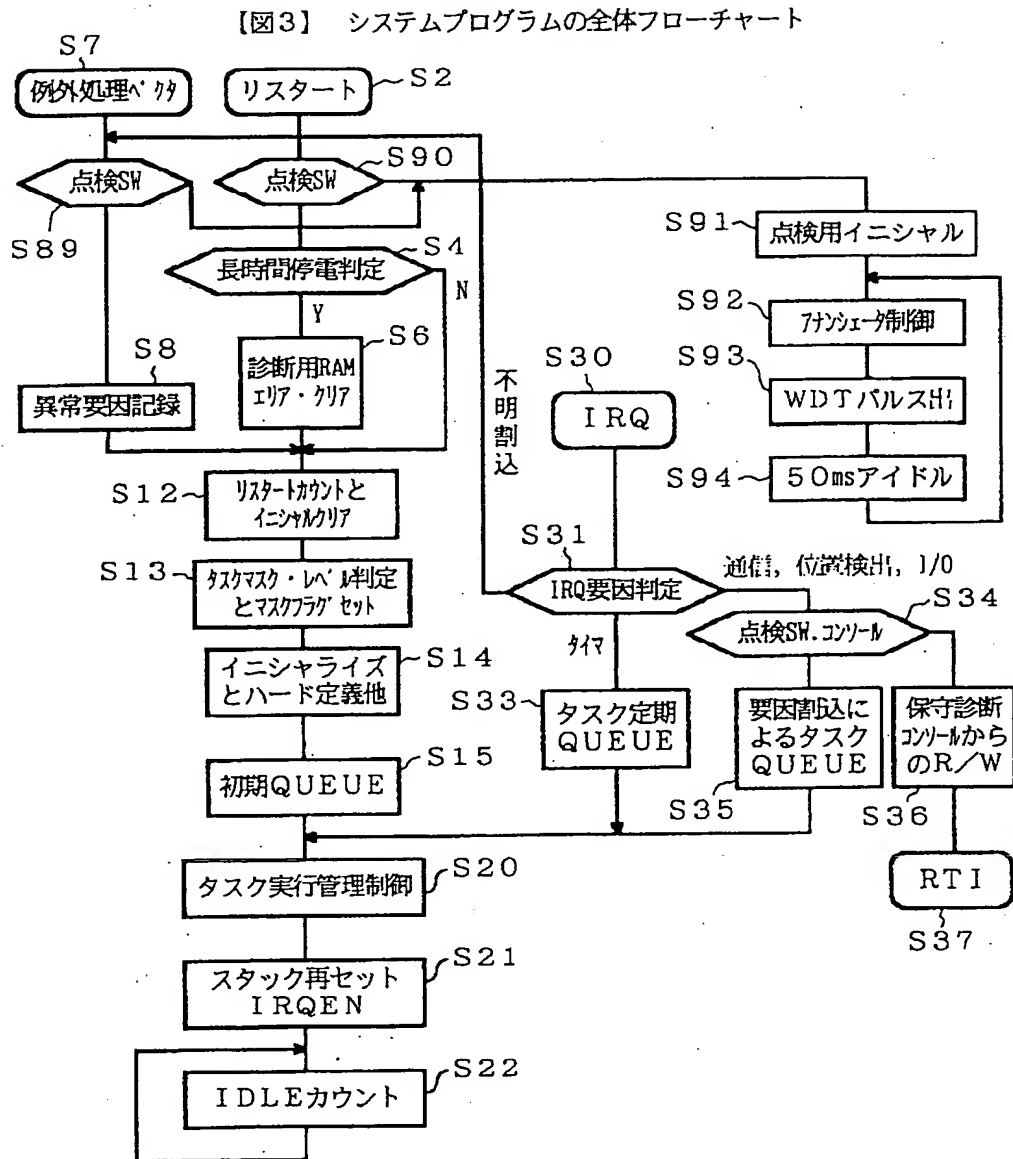 【図3】 システムプログラムの全体フローチャート
S7
例外処理ベクタ
リスタート
S2
点検SW
S89
点検SW
S90
長時間停電判定
S4
N
Y
診断用RAM
エリア・クリア
S6
S8
異常要因記録
S12
リスタートカウントと
イニシャルクリア
S13
タスクマスク・レベル判定
とマスクフラグセット
イニシャライズ
とハード定義他
S14
初期QUEUE
S15
タスク実行管理制御
S20
スタック再セット
IRQEN
S21
IDLEカウント
S22
不明割込
S30
IRQ
S31
IRQ要因判定
タイマ
S33
タスク定期
QUEUE
通信, 位置検出, I/O
S34
点検SW.コンソール
要因割込に
よるタスク
QUEUE
S35
保守診断
コンソールから
のR/W
S36
RTI
S37
S91
点検用イニシャル
S92
アナンシェータ制御
S93
WDTパルス出
S94
50msアイドル